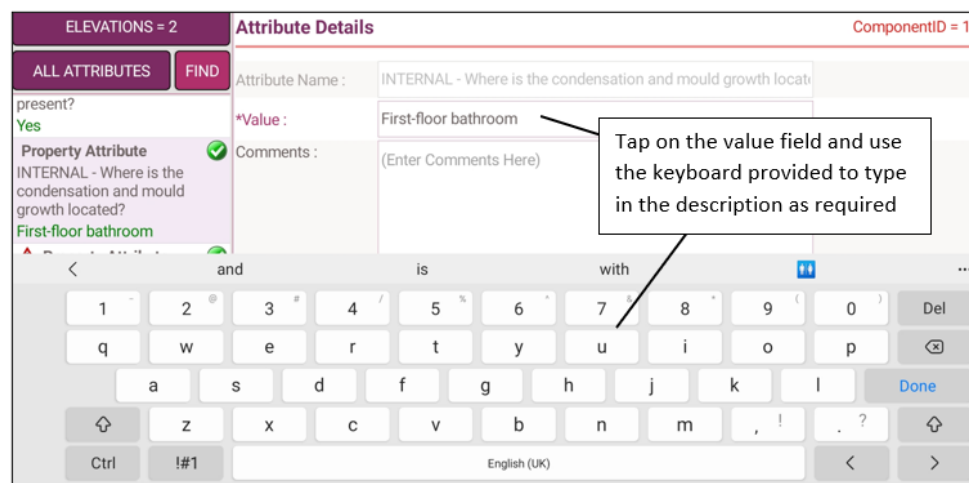 ELEVATIONS = 2
Attribute Details
ComponentID = 1
ALL ATTRIBUTES
FIND
present?
Yes
Property Attribute
INTERNAL - Where is the
condensation and mould
growth located?
First-floor bathroom
Attribute Name :
INTERNAL - Where is the condensation and mould growth locat
*Value :
First-floor bathroom
Comments :
(Enter Comments Here)
Tap on the value field and use
the keyboard provided to type
in the description as required
< and is with ...
1 - 2 @ 3 # 4 / 5 % 6 ^ 7 & 8 * 9 ( 0 ) Del
q w e r t y u i o p
a s d f g h j k l Done
z x c v b n m , ! . ?
Ctrl !#1 English (UK) < >